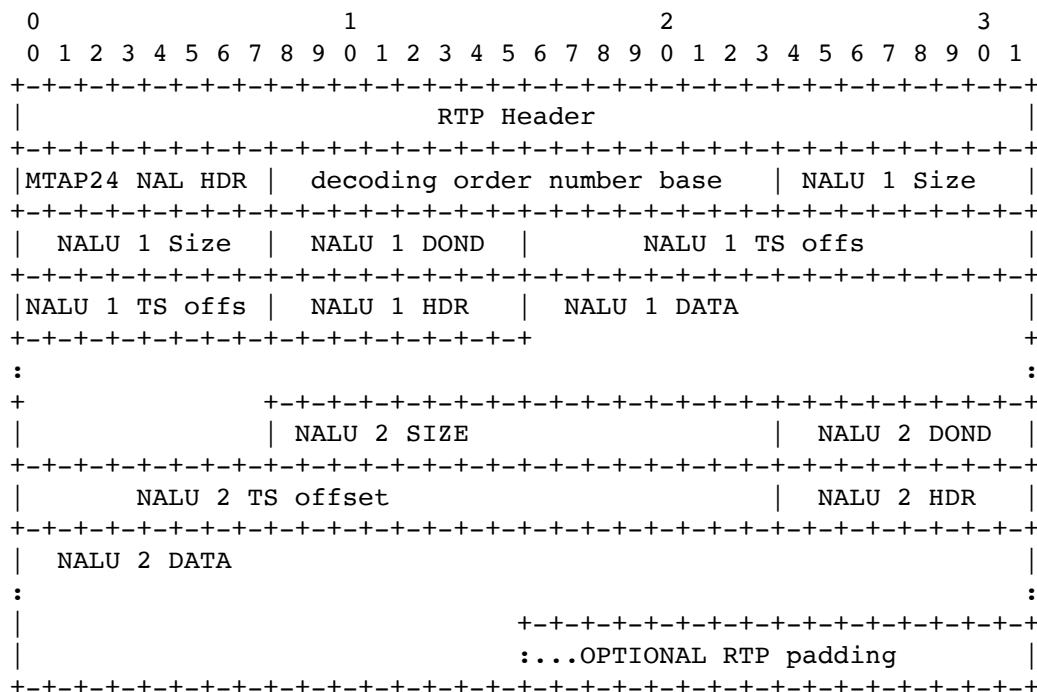 0                   1                   2                   3
 0 1 2 3 4 5 6 7 8 9 0 1 2 3 4 5 6 7 8 9 0 1 2 3 4 5 6 7 8 9 0 1
+-+-+-+-+-+-+-+-+-+-+-+-+-+-+-+-+-+-+-+-+-+-+-+-+-+-+-+-+-+-+-+-+
|                          RTP Header                           |
+-+-+-+-+-+-+-+-+-+-+-+-+-+-+-+-+-+-+-+-+-+-+-+-+-+-+-+-+-+-+-+-+
|MTAP24 NAL HDR |  decoding order number base   | NALU 1 Size   |
+-+-+-+-+-+-+-+-+-+-+-+-+-+-+-+-+-+-+-+-+-+-+-+-+-+-+-+-+-+-+-+-+
|  NALU 1 Size  |  NALU 1 DOND  |       NALU 1 TS offs          |
+-+-+-+-+-+-+-+-+-+-+-+-+-+-+-+-+-+-+-+-+-+-+-+-+-+-+-+-+-+-+-+-+
|NALU 1 TS offs |  NALU 1 HDR   |  NALU 1 DATA                  |
+-+-+-+-+-+-+-+-+-+-+-+-+-+-+-+-+                               +
:                                                               :
+               +-+-+-+-+-+-+-+-+-+-+-+-+-+-+-+-+-+-+-+-+-+-+-+-+
|               | NALU 2 SIZE                   |  NALU 2 DOND  |
+-+-+-+-+-+-+-+-+-+-+-+-+-+-+-+-+-+-+-+-+-+-+-+-+-+-+-+-+-+-+-+-+
|       NALU 2 TS offset                        |  NALU 2 HDR   |
+-+-+-+-+-+-+-+-+-+-+-+-+-+-+-+-+-+-+-+-+-+-+-+-+-+-+-+-+-+-+-+-+
|  NALU 2 DATA                                                  |
:                                                               :
|                               +-+-+-+-+-+-+-+-+-+-+-+-+-+-+-+-+
|                               :...OPTIONAL RTP padding        |
+-+-+-+-+-+-+-+-+-+-+-+-+-+-+-+-+-+-+-+-+-+-+-+-+-+-+-+-+-+-+-+-+